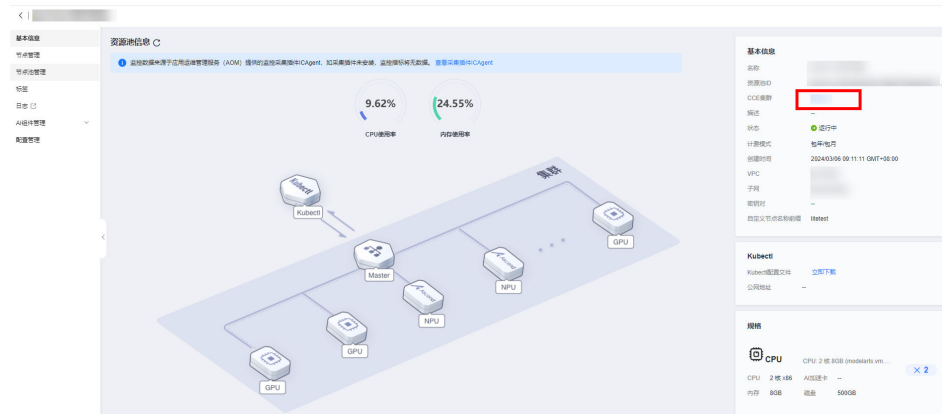 基本信息
节点管理
节点池管理
标签
日志
AI组件管理
配置管理
资源池信息
监控数据来源于应用运维管理服务（AOM）提供的监控采集插件ICAgent，如采集插件未安装，监控指标将无数据。 查看采集插件ICAgent
9.62%
CPU使用率
24.55%
内存使用率
集群
Kubectl
Kubectl
Master
Ascend
NPU
Ascend
NPU
GPU
GPU
GPU
基本信息
名称
资源池ID
CCE集群
描述 --
状态 运行中
计费模式 包年/包月
创建时间 2024/03/06 09:11:11 GMT+08:00
VPC
子网
密钥对 --
自定义节点名称前缀 litetest
Kubectl
Kubectl配置文件 立即下载
公网地址 --
规格
CPU CPU: 2 核 8GB (modelarts.vm....
× 2
CPU 2 核 x86 AI加速卡 --
内存 8GB 磁盘 500GB